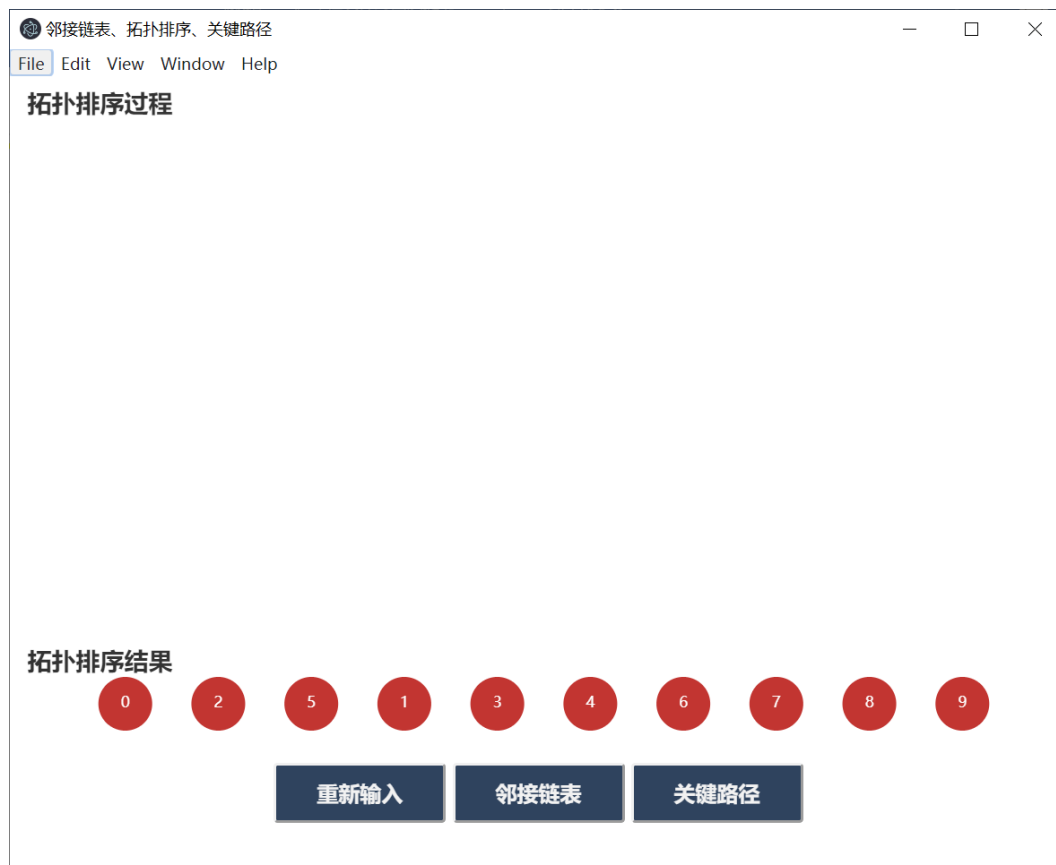 邻接链表、拓扑排序、关键路径
File Edit View Window Help
拓扑排序过程
拓扑排序结果
0 2 5 1 3 4 6 7 8 9
重新输入 邻接链表 关键路径